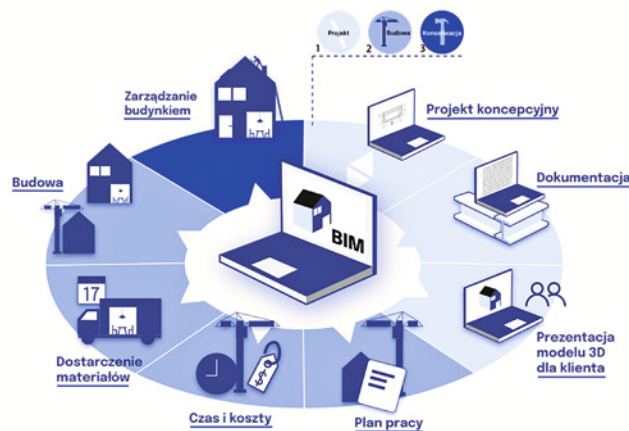 Projekt
Budowa
Konserwacja
1
2
3
Zarządzanie
budynkiem
Projekt koncepcyjny
Dokumentacja
Prezentacja
modelu 3D
dla klienta
Plan pracy
Czas i koszty
Dostarczenie
materiałów
17
Budowa
BIM
$